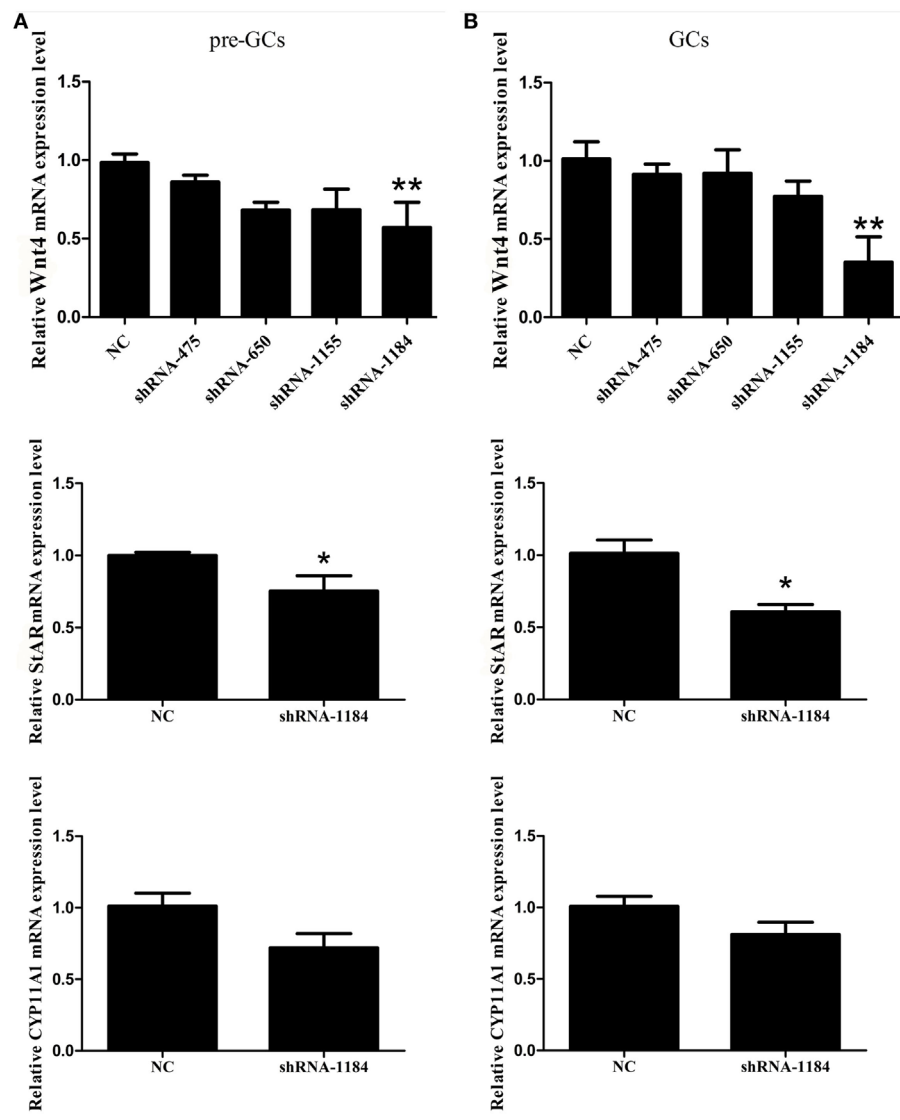 A
pre-GCs
Relative Wnt4 mRNA expression level
1.5
1.0
0.5
0.0
**
NC
shRNA-475
shRNA-650
shRNA-1155
shRNA-1184
B
GCs
Relative Wnt4 mRNA expression level
1.5
1.0
0.5
0.0
**
NC
shRNA-475
shRNA-650
shRNA-1155
shRNA-1184
Relative StAR mRNA expression level
1.5
1.0
0.5
0.0
*
NC
shRNA-1184
Relative StAR mRNA expression level
1.5
1.0
0.5
0.0
*
NC
shRNA-1184
Relative CYP11A1 mRNA expression level
1.5
1.0
0.5
0.0
NC
shRNA-1184
Relative CYP11A1 mRNA expression level
1.5
1.0
0.5
0.0
NC
shRNA-1184